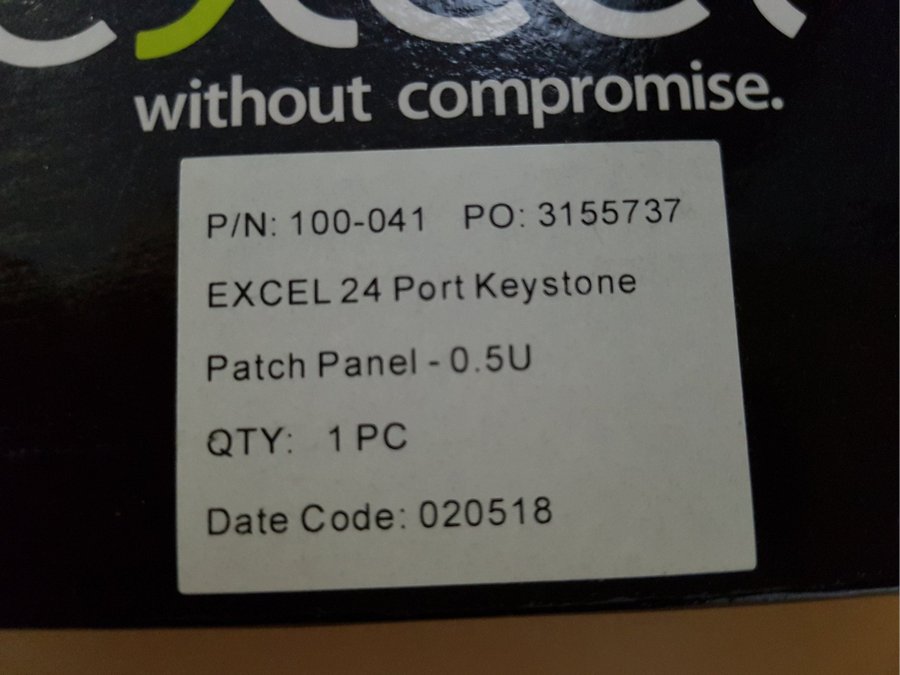 excel
without compromise.
P/N: 100-041 PO: 3155737
EXCEL 24 Port Keystone
Patch Panel - 0.5U
QTY: 1 PC
Date Code: 020518